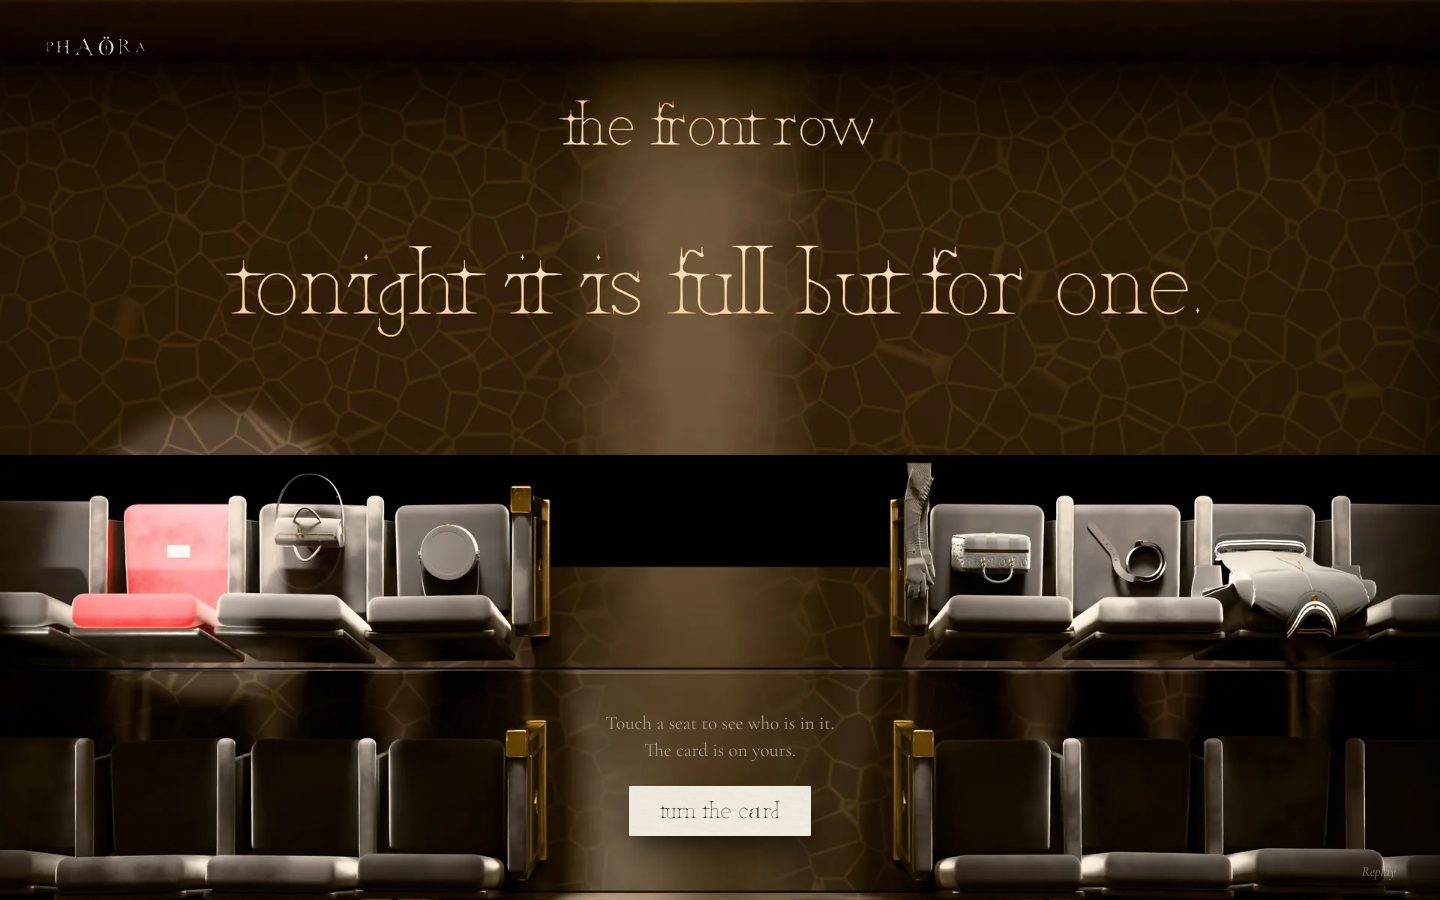 PHAÖRA
the front row
tonight it is full but for one.
Touch a seat to see who is in it.
The card is on yours.
turn the card
Replay